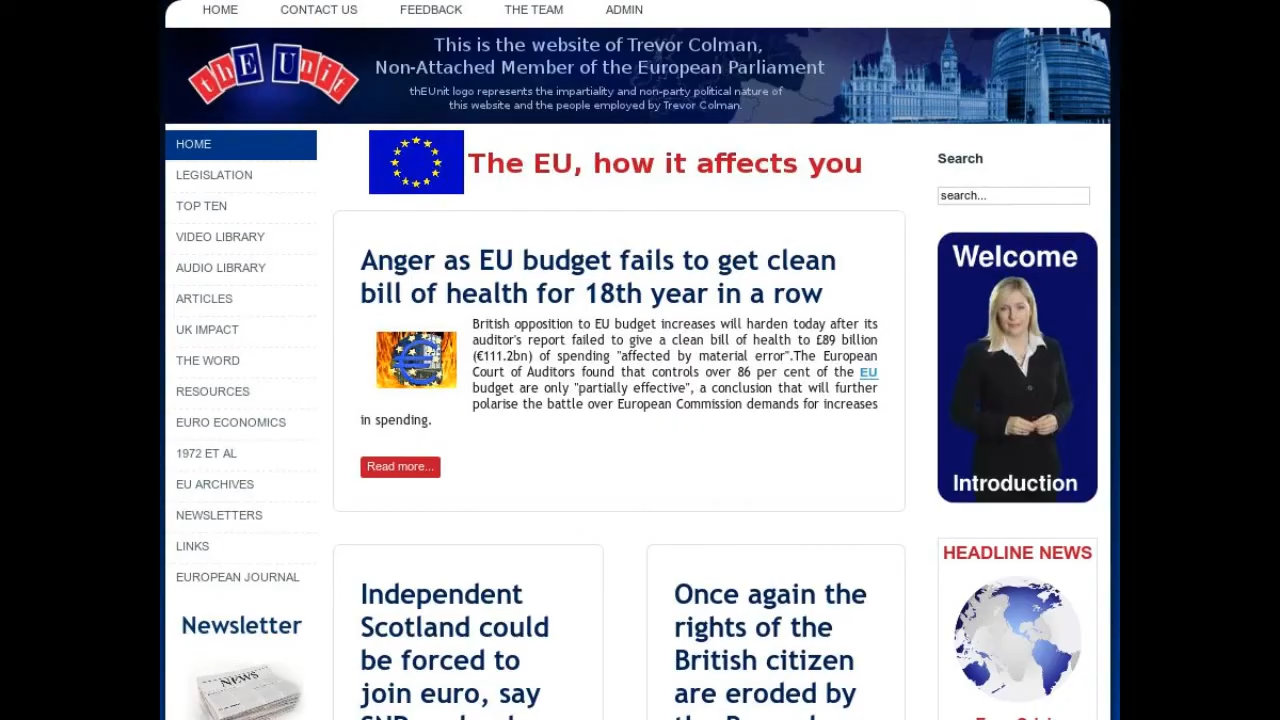 HOME CONTACT US FEEDBACK THE TEAM ADMIN
thEUnit
This is the website of Trevor Colman,
Non-Attached Member of the European Parliament
thEUnit logo represents the impartiality and non-party political nature of
this website and the people employed by Trevor Colman.
HOME
LEGISLATION
TOP TEN
VIDEO LIBRARY
AUDIO LIBRARY
ARTICLES
UK IMPACT
THE WORD
RESOURCES
EURO ECONOMICS
1972 ET AL
EU ARCHIVES
NEWSLETTERS
LINKS
EUROPEAN JOURNAL
Newsletter
NEWS
The EU, how it affects you
Anger as EU budget fails to get clean
bill of health for 18th year in a row
British opposition to EU budget increases will harden today after its
auditor's report failed to give a clean bill of health to £89 billion
(€111.2bn) of spending "affected by material error".The European
Court of Auditors found that controls over 86 per cent of the EU
budget are only "partially effective", a conclusion that will further
polarise the battle over European Commission demands for increases
in spending.
Read more...
Independent
Scotland could
be forced to
join euro, say
Once again the
rights of the
British citizen
are eroded by
Search
search...
Welcome
Introduction
HEADLINE NEWS